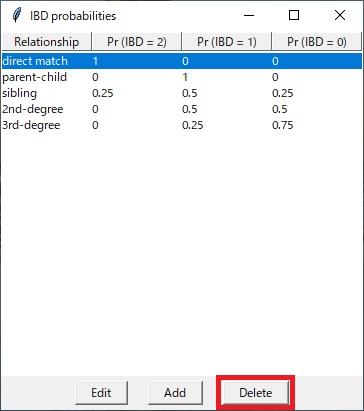 IBD probabilities
Relationship Pr (IBD = 2) Pr (IBD = 1) Pr (IBD = 0)
direct match 1 0 0
parent-child 0 1 0
sibling 0.25 0.5 0.25
2nd-degree 0 0.5 0.5
3rd-degree 0 0.25 0.75
Edit Add Delete